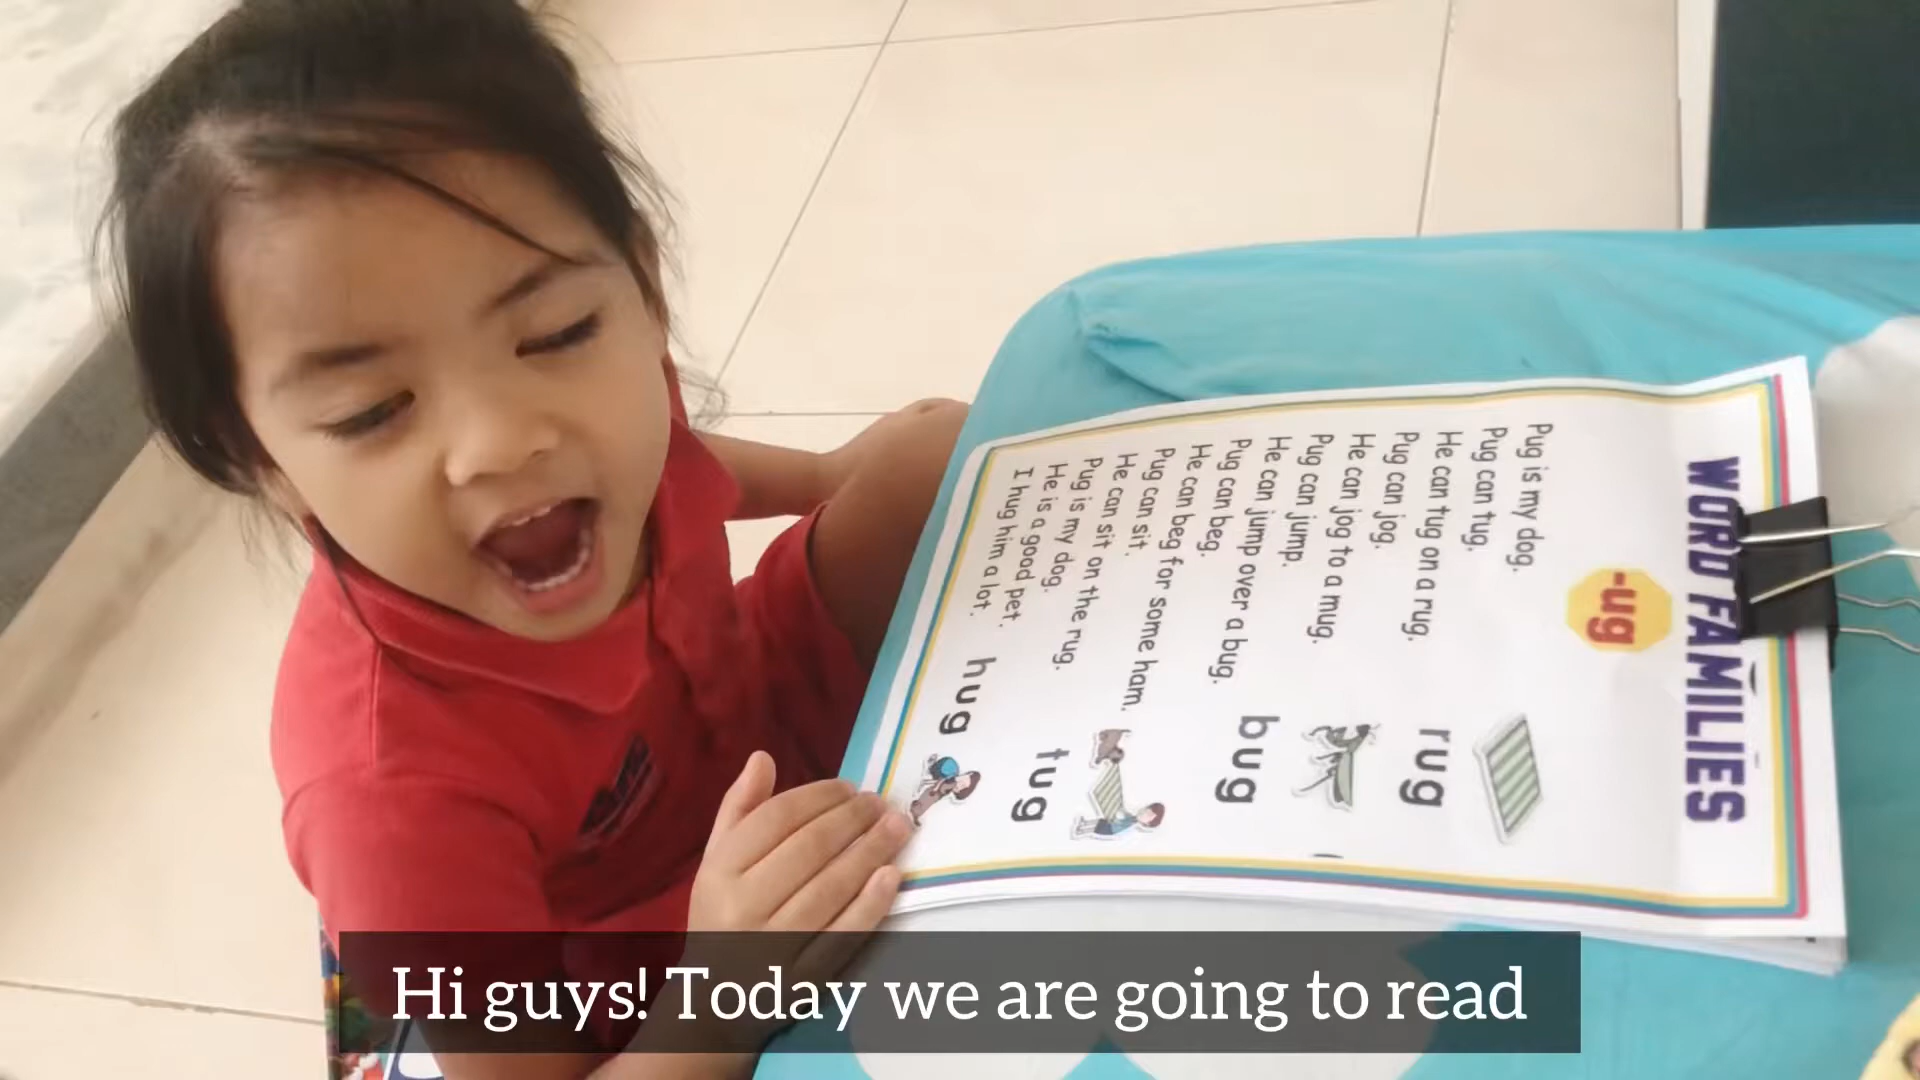 WORD FAMILIES
-ug
Pug is my dog.
Pug can tug.
He can tug on a rug.
Pug can jog.
He can jog to a mug.
Pug can jump.
He can jump over a bug.
Pug can beg.
He can beg for some ham.
Pug can sit.
He can sit on the rug.
Pug is my dog.
He is a good pet.
I hug him a lot.
rug
bug
tug
hug
Hi guys! Today we are going to read